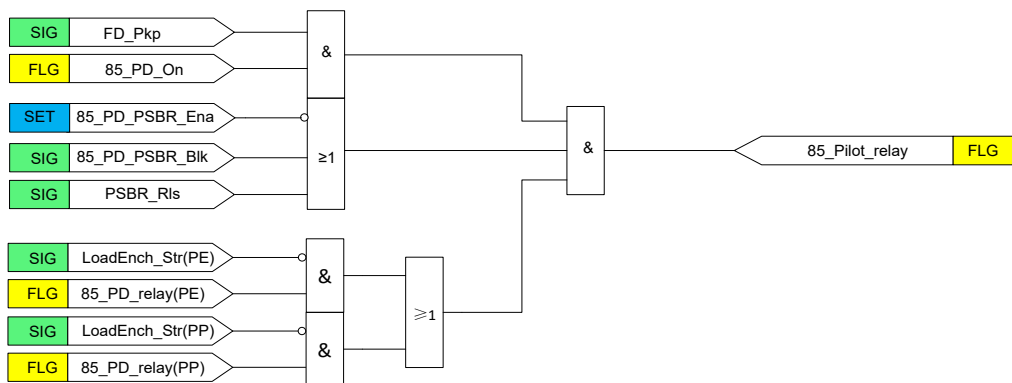 SIG FD_Pkp
&
FLG 85_PD_On
SET 85_PD_PSBR_Ena
SIG 85_PD_PSBR_Blk
≥1
&
85_Pilot_relay FLG
SIG PSBR_Rls
SIG LoadEnch_Str(PE)
&
FLG 85_PD_relay(PE)
≥1
SIG LoadEnch_Str(PP)
&
FLG 85_PD_relay(PP)